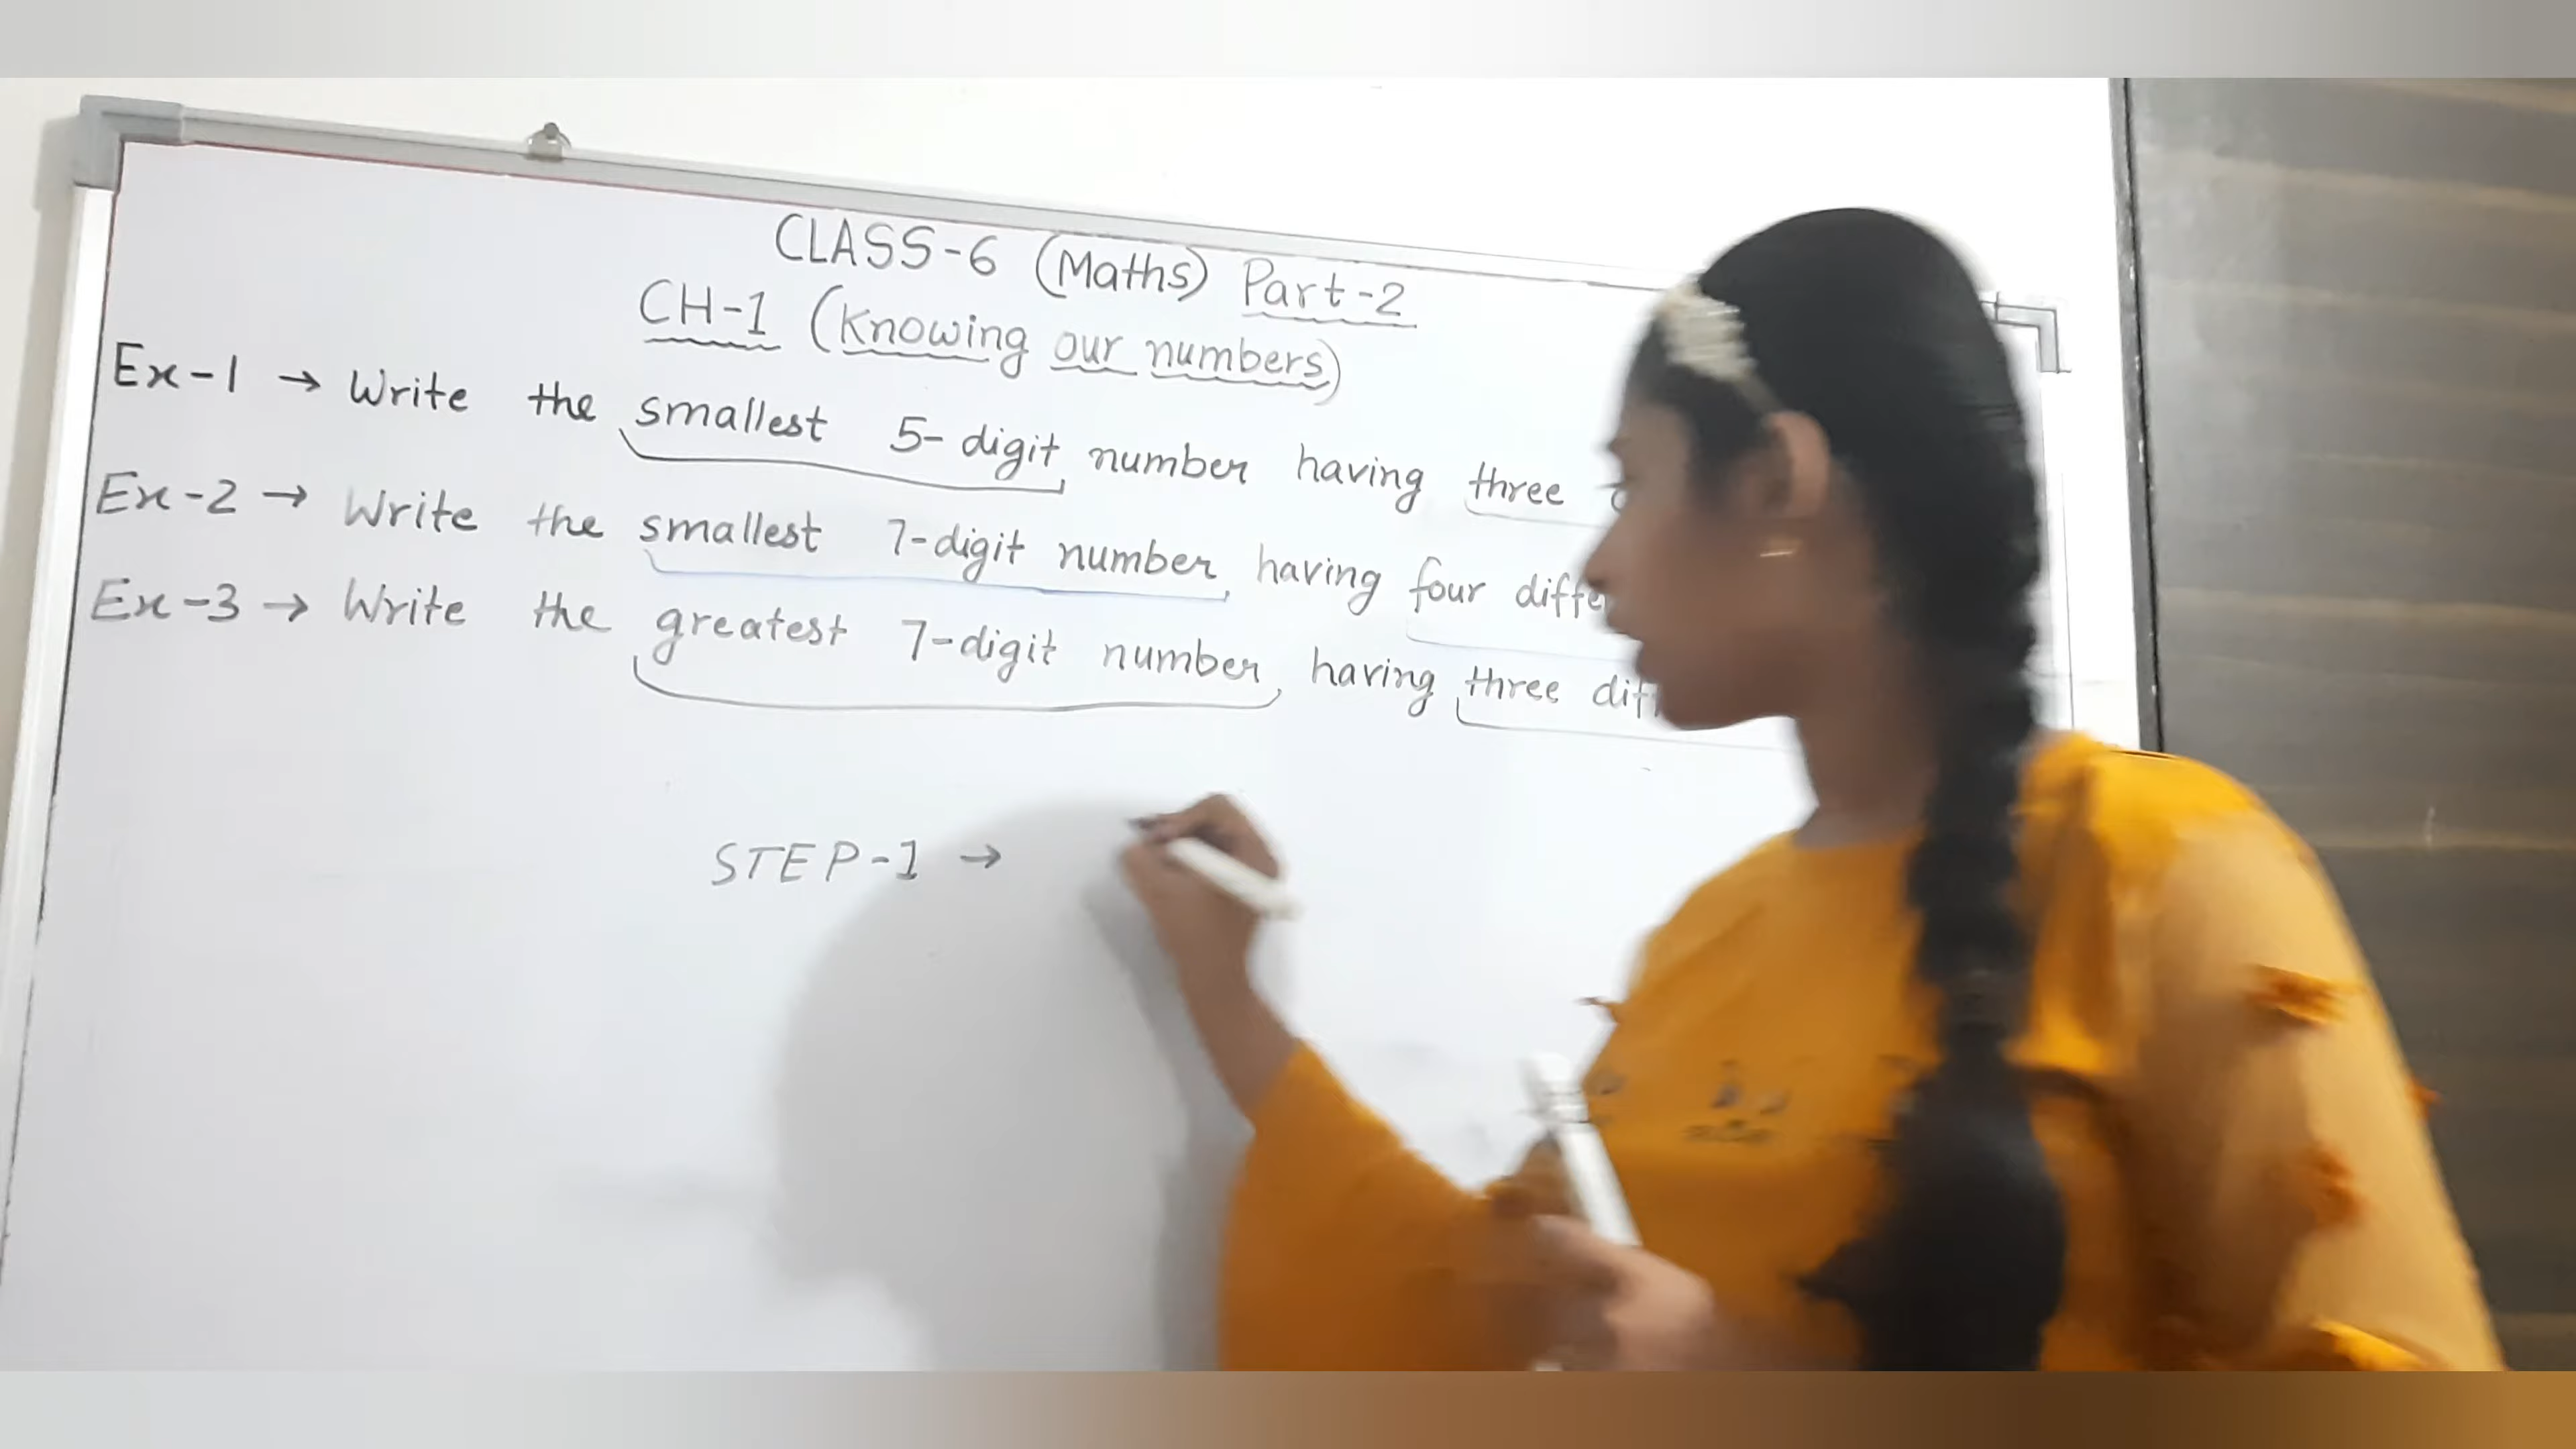 CLASS-6 (Maths) Part-2
CH-1 (Knowing our numbers)
Ex-1 → Write the smallest 5-digit number having three
Ex-2 → Write the smallest 7-digit number, having four
Ex-3 → Write the greatest 7-digit number, having three
STEP-1 →